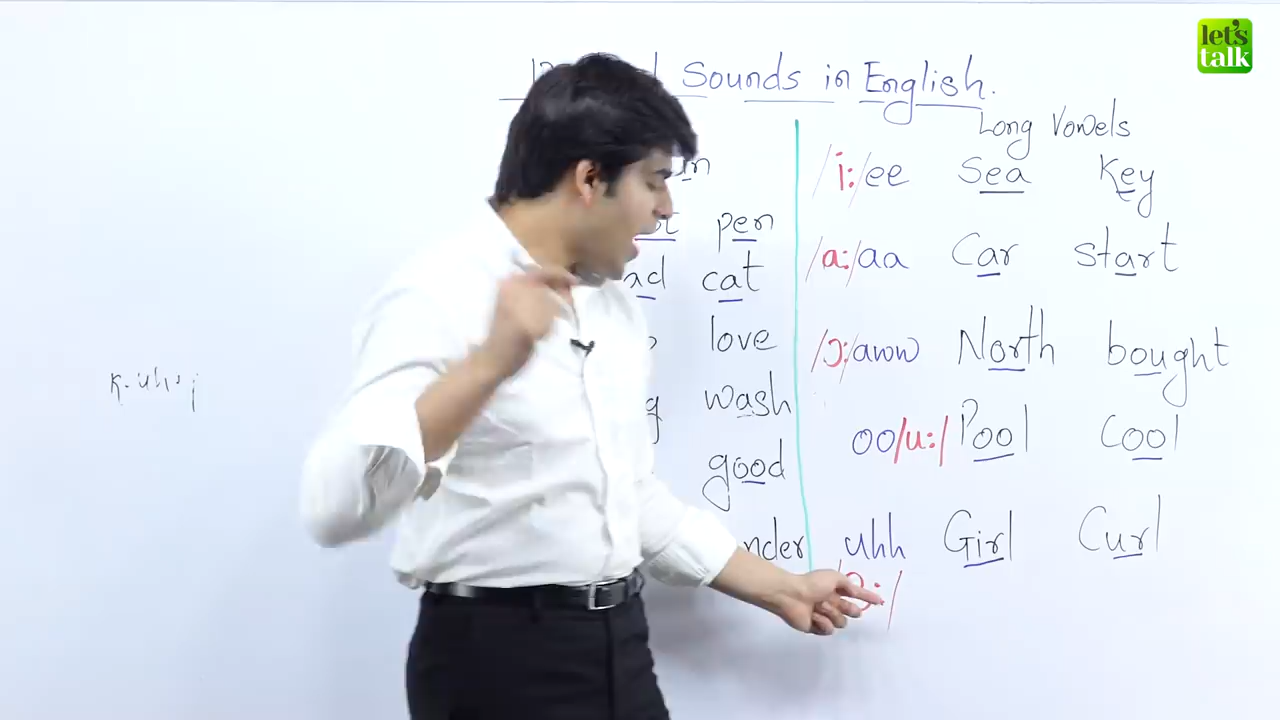 let's talk
Sounds in English.
Long Vowels
/i:/ee Sea Key
pen
/a:/aa Car start
cat
love
/ɔ:/aww North bought
wash
oo/u:/ Pool Cool
good
uhh Girl Curl